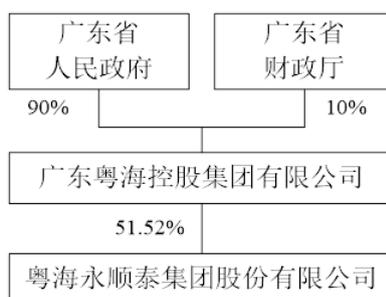 广东省
人民政府
广东省
财政厅
90%
10%
广东粤海控股集团有限公司
51.52%
粤海永顺泰集团股份有限公司